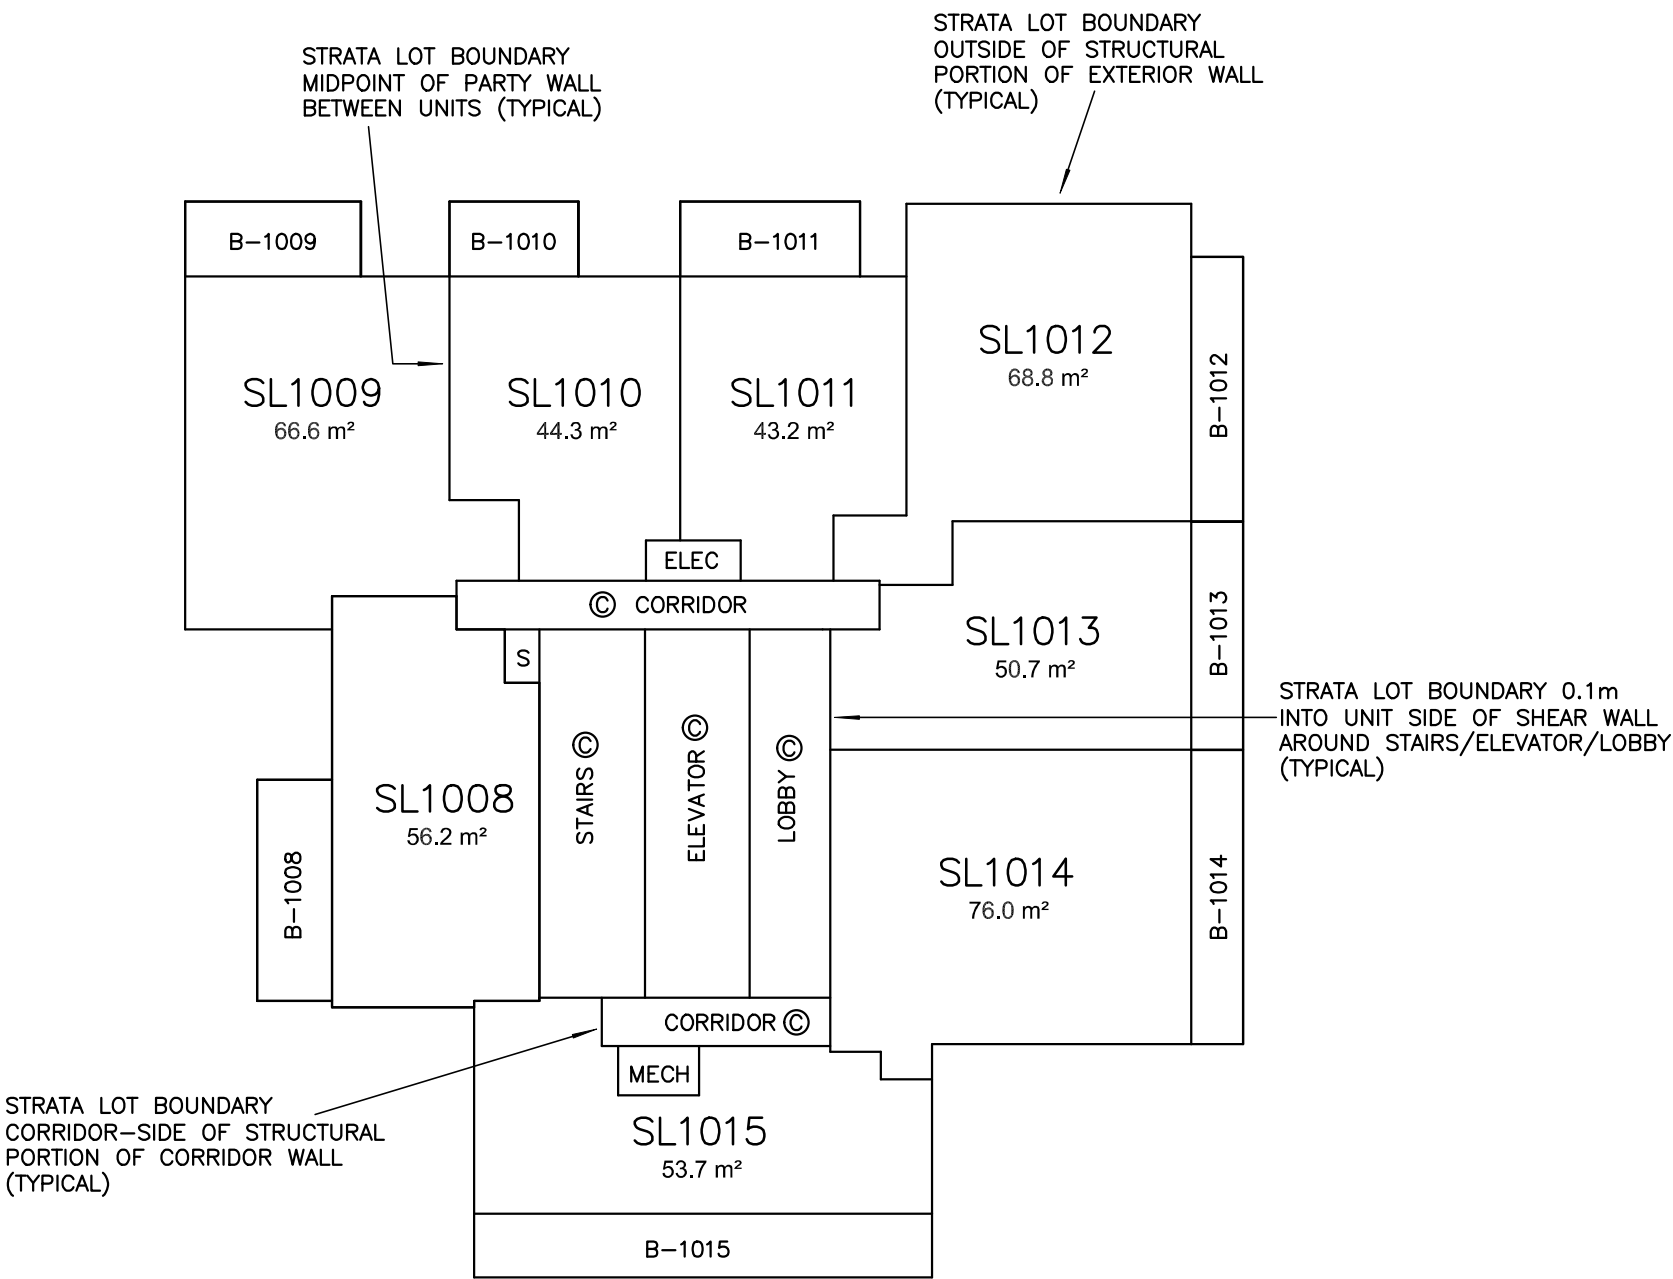 STRATA LOT BOUNDARY
OUTSIDE OF STRUCTURAL
PORTION OF EXTERIOR WALL
(TYPICAL)
STRATA LOT BOUNDARY
MIDPOINT OF PARTY WALL
BETWEEN UNITS (TYPICAL)
B-1009
B-1010
B-1011
SL1012
68.8 m²
B-1012
SL1009
66.6 m²
SL1010
44.3 m²
SL1011
43.2 m²
ELEC
© CORRIDOR
S
SL1013
50.7 m²
B-1013
STRATA LOT BOUNDARY 0.1m
INTO UNIT SIDE OF SHEAR WALL
AROUND STAIRS/ELEVATOR/LOBBY
(TYPICAL)
SL1008
56.2 m²
B-1008
STAIRS ©
ELEVATOR ©
LOBBY ©
SL1014
76.0 m²
B-1014
CORRIDOR ©
MECH
STRATA LOT BOUNDARY
CORRIDOR-SIDE OF STRUCTURAL
PORTION OF CORRIDOR WALL
(TYPICAL)
SL1015
53.7 m²
B-1015